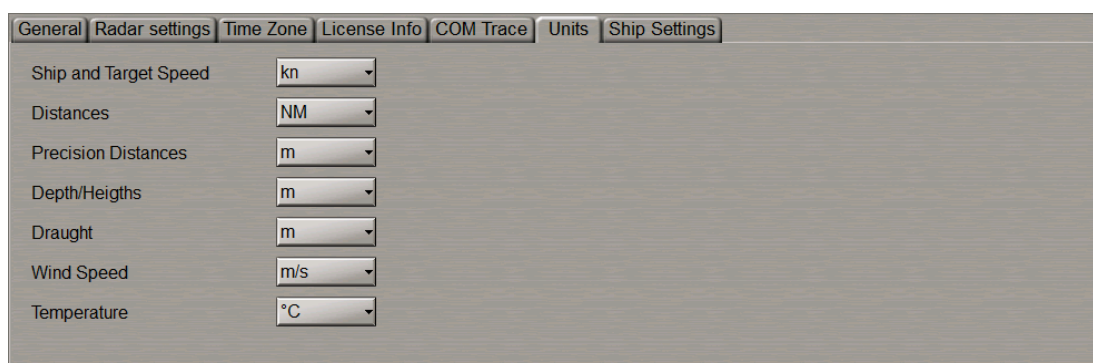 General Radar settings Time Zone License Info COM Trace Units Ship Settings
Ship and Target Speed kn
Distances NM
Precision Distances m
Depth/Heigths m
Draught m
Wind Speed m/s
Temperature °C